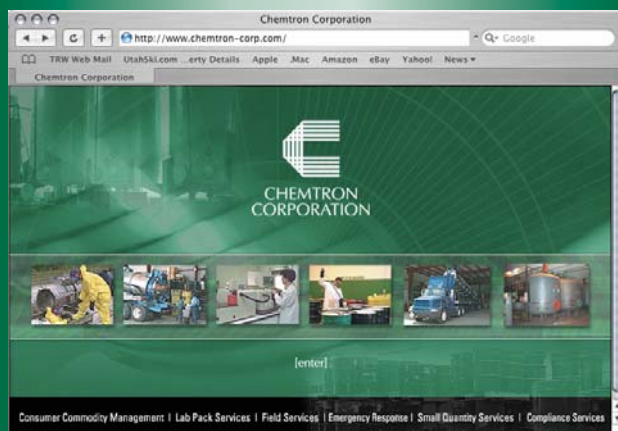 Chemtron Corporation
http://www.chemtron-corp.com/
Google
TRW Web Mail UtahSki.com ...erty Details Apple .Mac Amazon eBay Yahoo! News
Chemtron Corporation
CHEMTRON
CORPORATION
[enter]
Consumer Commodity Management | Lab Pack Services | Field Services | Emergency Response | Small Quantity Services | Compliance Services